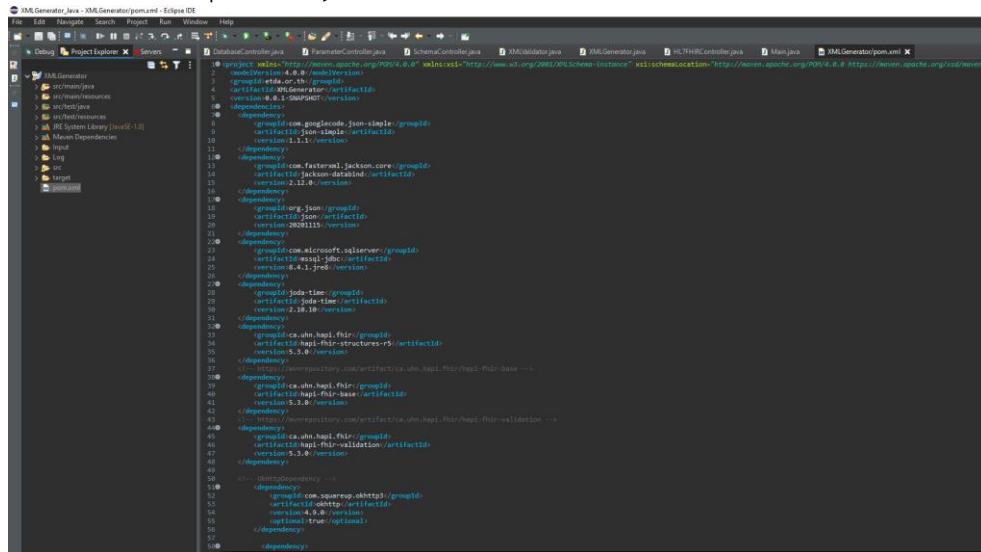 XMLGenerator_Java - XMLGenerator/pom.xml - Eclipse IDE
File Edit Navigate Search Project Run Window Help
Debug Project Explorer Servers
DatabaseController.java ParameterController.java SchemaController.java XMLValidator.java XMLGenerator.java HL7FHIRController.java Main.java XMLGenerator/pom.xml
XMLGenerator
src/main/java
src/main/resources
src/test/java
src/test/resources
JRE System Library [JavaSE-1.8]
Maven Dependencies
Input
Log
src
target
pom.xml
1 <project xmlns="http://maven.apache.org/POM/4.0.0" xmlns:xsi="http://www.w3.org/2001/XMLSchema-instance" xsi:schemaLocation="http://maven.apache.org/POM/4.0.0 https://maven.apache.org/xsd/maven
2 <modelVersion>4.0.0</modelVersion>
3 <groupId>etda.or.th</groupId>
4 <artifactId>XMLGenerator</artifactId>
5 <version>0.0.1-SNAPSHOT</version>
6 <dependencies>
7 <dependency>
8 <groupId>com.googlecode.json-simple</groupId>
9 <artifactId>json-simple</artifactId>
10 <version>1.1.1</version>
11 </dependency>
12 <dependency>
13 <groupId>com.fasterxml.jackson.core</groupId>
14 <artifactId>jackson-databind</artifactId>
15 <version>2.12.0</version>
16 </dependency>
17 <dependency>
18 <groupId>org.json</groupId>
19 <artifactId>json</artifactId>
20 <version>20201115</version>
21 </dependency>
22 <dependency>
23 <groupId>com.microsoft.sqlserver</groupId>
24 <artifactId>mssql-jdbc</artifactId>
25 <version>8.4.1.jre8</version>
26 </dependency>
27 <dependency>
28 <groupId>joda-time</groupId>
29 <artifactId>joda-time</artifactId>
30 <version>2.10.10</version>
31 </dependency>
32 <dependency>
33 <groupId>ca.uhn.hapi.fhir</groupId>
34 <artifactId>hapi-fhir-structures-r5</artifactId>
35 <version>5.3.0</version>
36 </dependency>
37 <!-- https://mvnrepository.com/artifact/ca.uhn.hapi.fhir/hapi-fhir-base -->
38 <dependency>
39 <groupId>ca.uhn.hapi.fhir</groupId>
40 <artifactId>hapi-fhir-base</artifactId>
41 <version>5.3.0</version>
42 </dependency>
43 <!-- https://mvnrepository.com/artifact/ca.uhn.hapi.fhir/hapi-fhir-validation -->
44 <dependency>
45 <groupId>ca.uhn.hapi.fhir</groupId>
46 <artifactId>hapi-fhir-validation</artifactId>
47 <version>5.3.0</version>
48 </dependency>
49
50 <!-- OkhttpDependency -->
51 <dependency>
52 <groupId>com.squareup.okhttp3</groupId>
53 <artifactId>okhttp</artifactId>
54 <version>4.9.0</version>
55 <optional>true</optional>
56 </dependency>
57
58 <dependency>